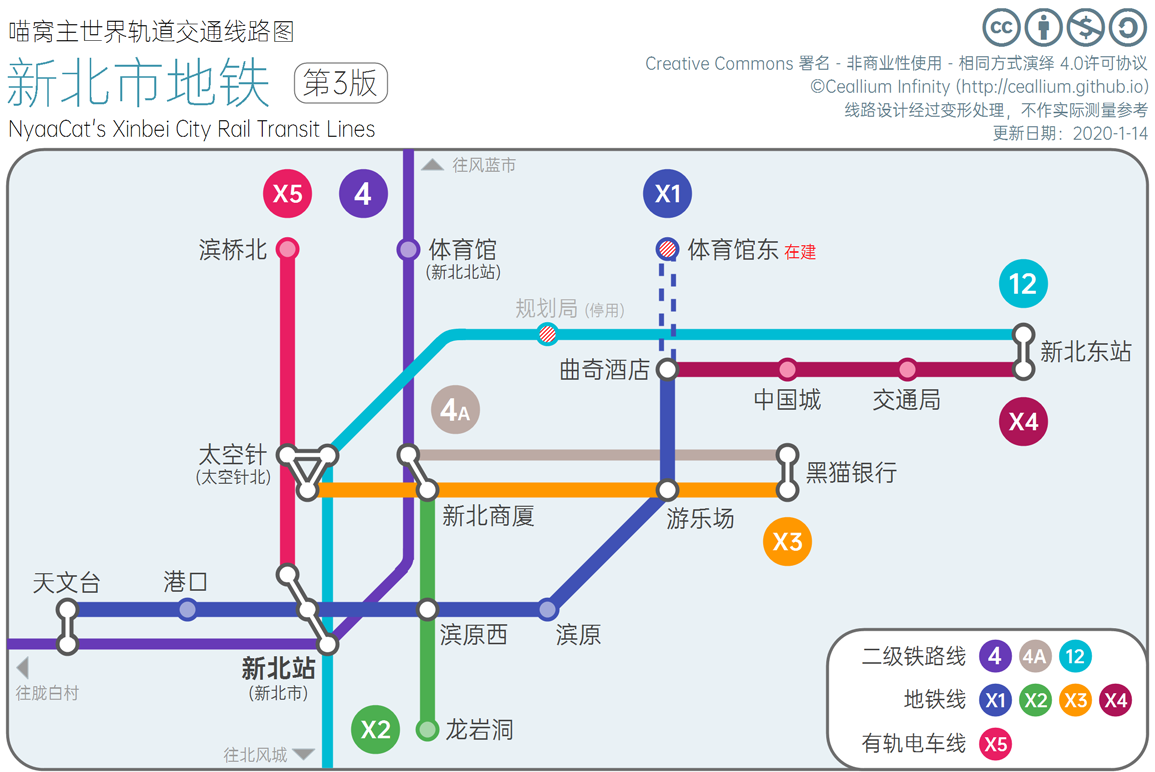 喵窝主世界轨道交通线路图
新北市地铁 第3版
NyaaCat's Xinbei City Rail Transit Lines
cc $
Creative Commons 署名 - 非商业性使用 - 相同方式演绎 4.0许可协议
©Ceallium Infinity (http://ceallium.github.io)
线路设计经过变形处理，不作实际测量参考
更新日期：2020-1-14
往风蓝市
X5 4 X1
滨桥北
体育馆
(新北北站)
体育馆东 在建
12
规划局 (停用)
新北东站
曲奇酒店
中国城
交通局
4A
X4
太空针
(太空针北)
黑猫银行
新北商厦
游乐场
X3
天文台
港口
滨原西
滨原
新北站
(新北市)
往胧白村
X2
龙岩洞
往北风城
二级铁路线 4 4A 12
地铁线 X1 X2 X3 X4
有轨电车线 X5